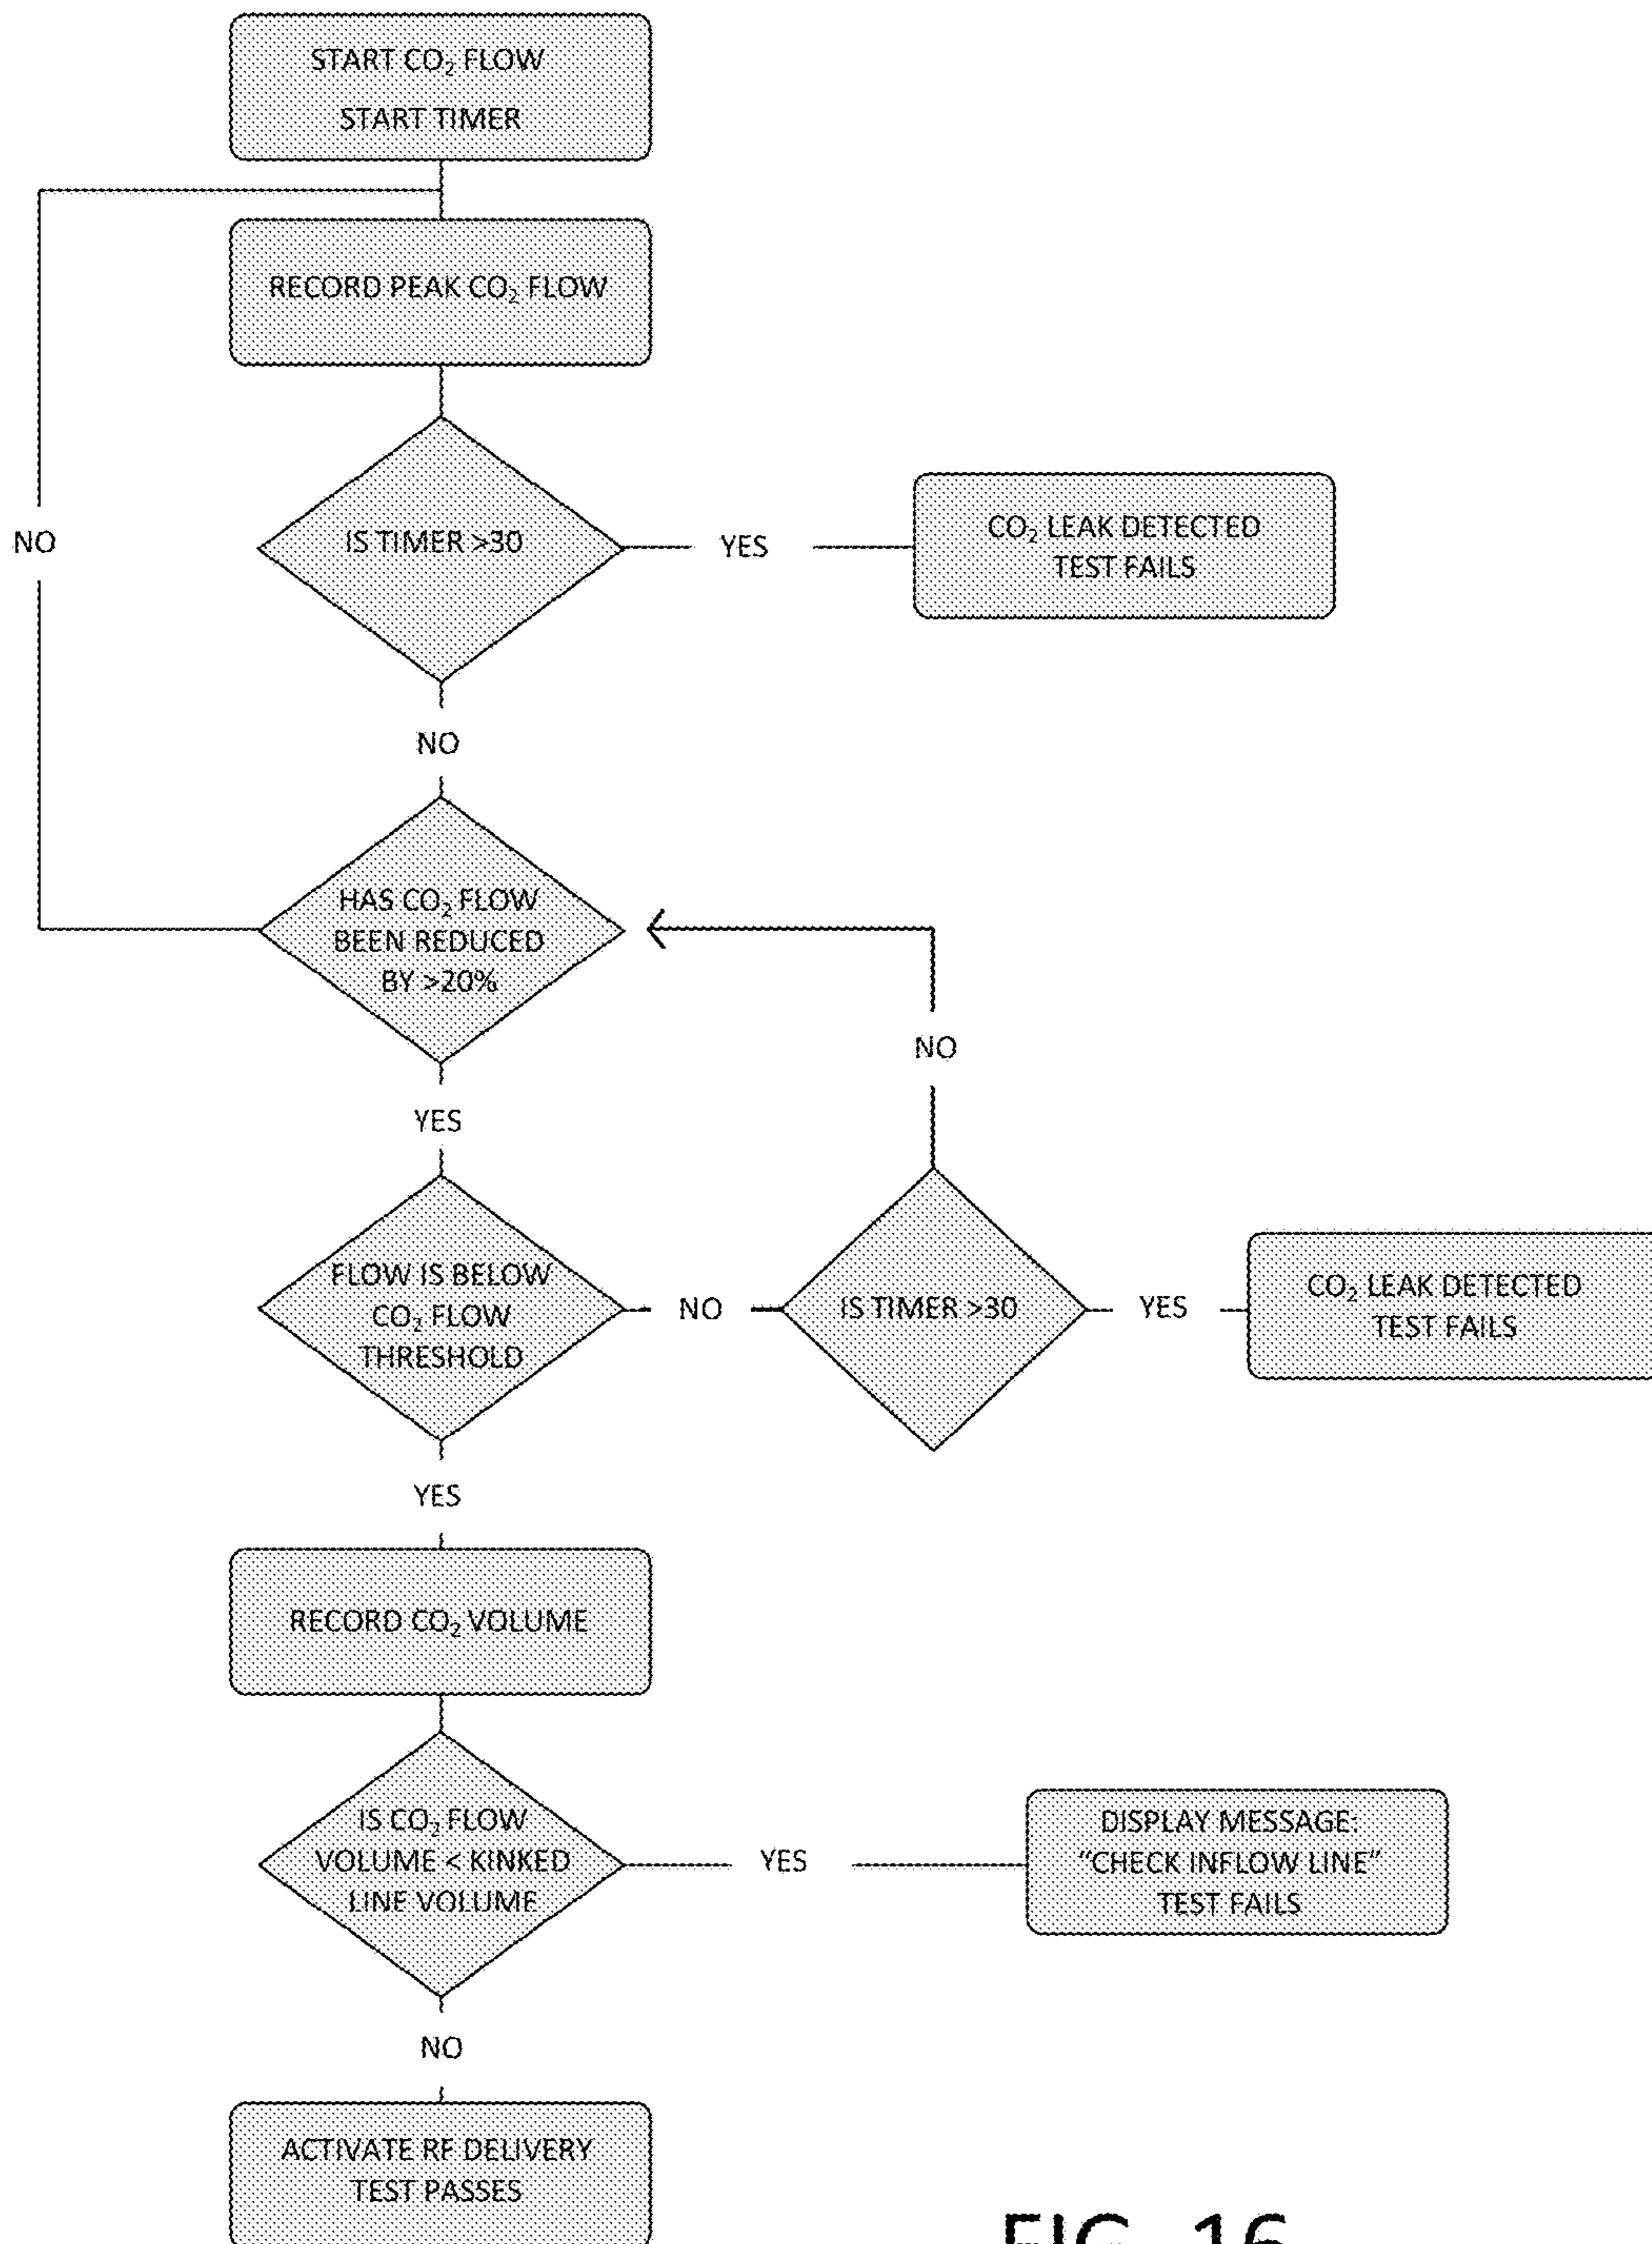 START CO₂ FLOW
START TIMER
RECORD PEAK CO₂ FLOW
IS TIMER >30
YES
CO₂ LEAK DETECTED
TEST FAILS
NO
NO
HAS CO₂ FLOW
BEEN REDUCED
BY >20%
NO
YES
FLOW IS BELOW
CO₂ FLOW
THRESHOLD
NO
IS TIMER >30
YES
CO₂ LEAK DETECTED
TEST FAILS
YES
RECORD CO₂ VOLUME
IS CO₂ FLOW
VOLUME < KINKED
LINE VOLUME
YES
DISPLAY MESSAGE:
"CHECK INFLOW LINE"
TEST FAILS
NO
ACTIVATE RF DELIVERY
TEST PASSES
FIG. 16